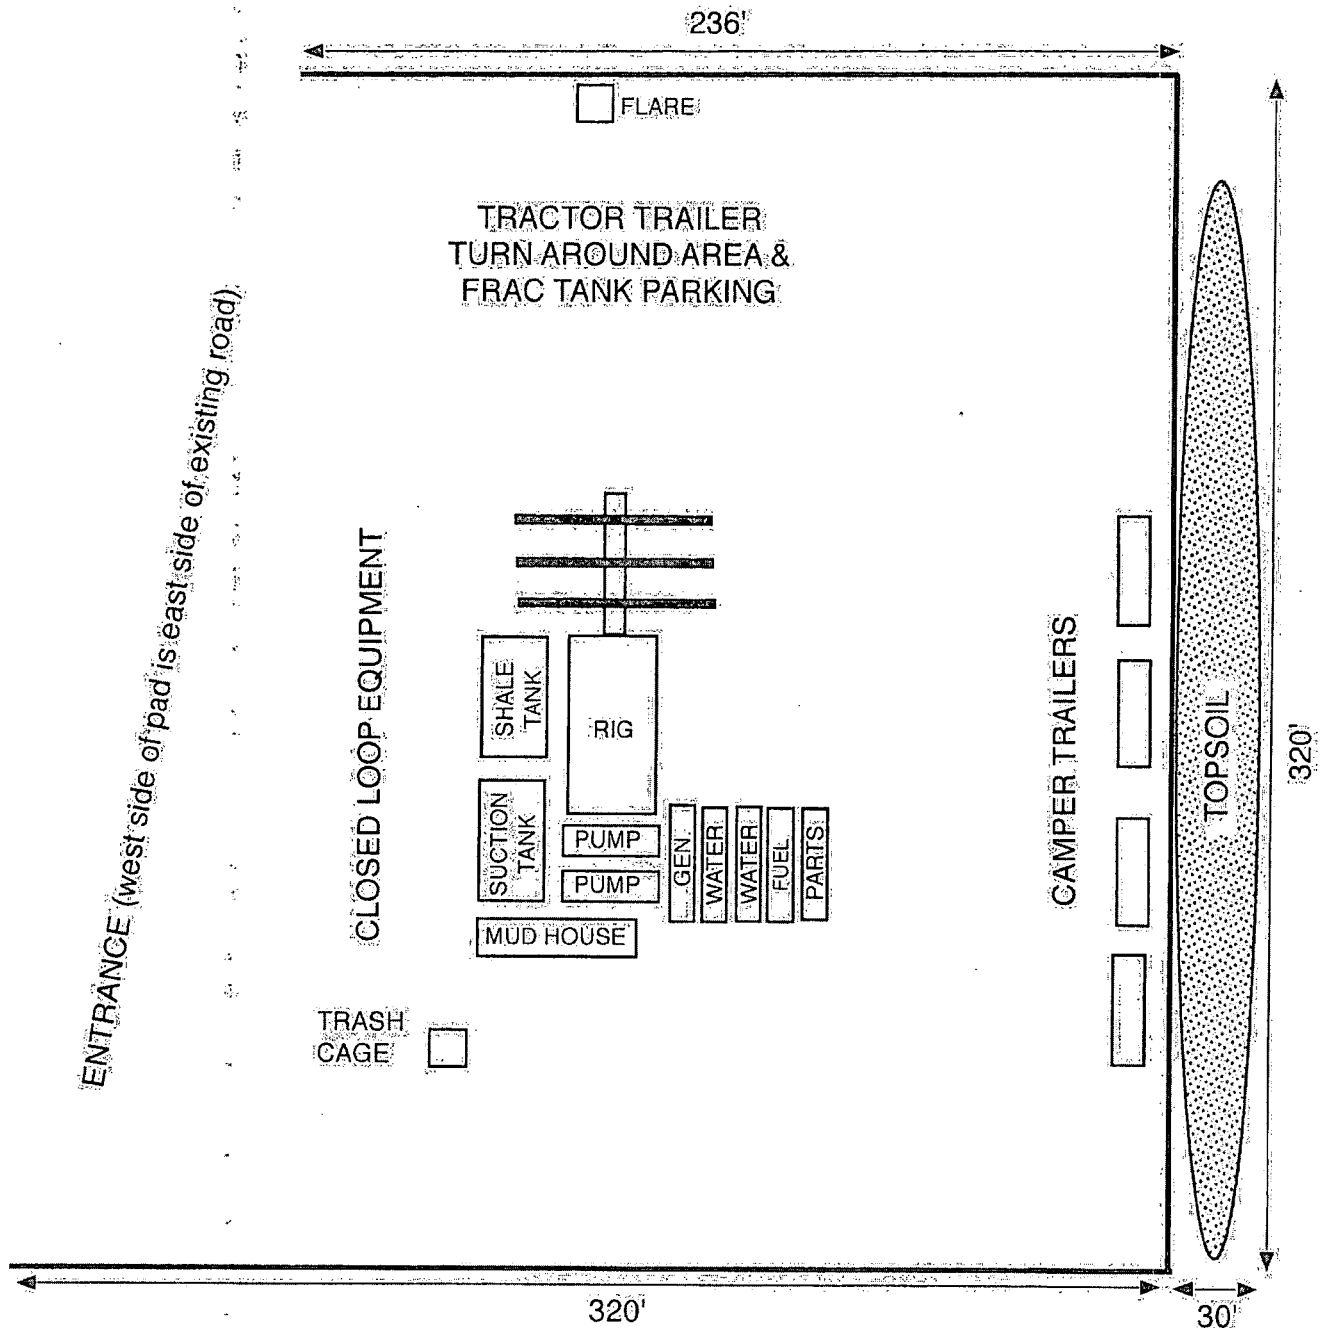 236'
FLARE
TRACTOR TRAILER
TURN AROUND AREA &
FRAC TANK PARKING
ENTRANCE (west side of pad is east side of existing road)
CLOSED LOOP EQUIPMENT
SHALE
TANK
RIG
SUCTION
TANK
PUMP
PUMP
GEN.
WATER
WATER
FUEL
PARTS
MUD HOUSE
TRASH
CAGE
CAMPER TRAILERS
TOPSOIL
320'
320'
30'